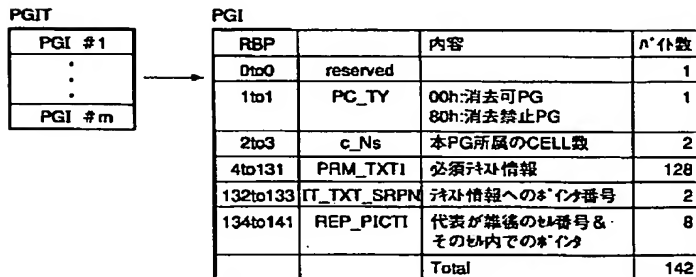 PGIT
PGI #1
PGI #m
PGI
RBP 内容 バイト数
0to0 reserved 1
1to1 PC_TY 00h:消去可PG 1
80h:消去禁止PG
2to3 c_Ns 本PG所属のCELL数 2
4to131 PRM_TXTI 必須テキスト情報 128
132to133 IT_TXT_SRPN テキスト情報へのポインタ番号 2
134to141 REP_PICTI 代表が のセル番号& 8
そのセル内でのポインタ
Total 142